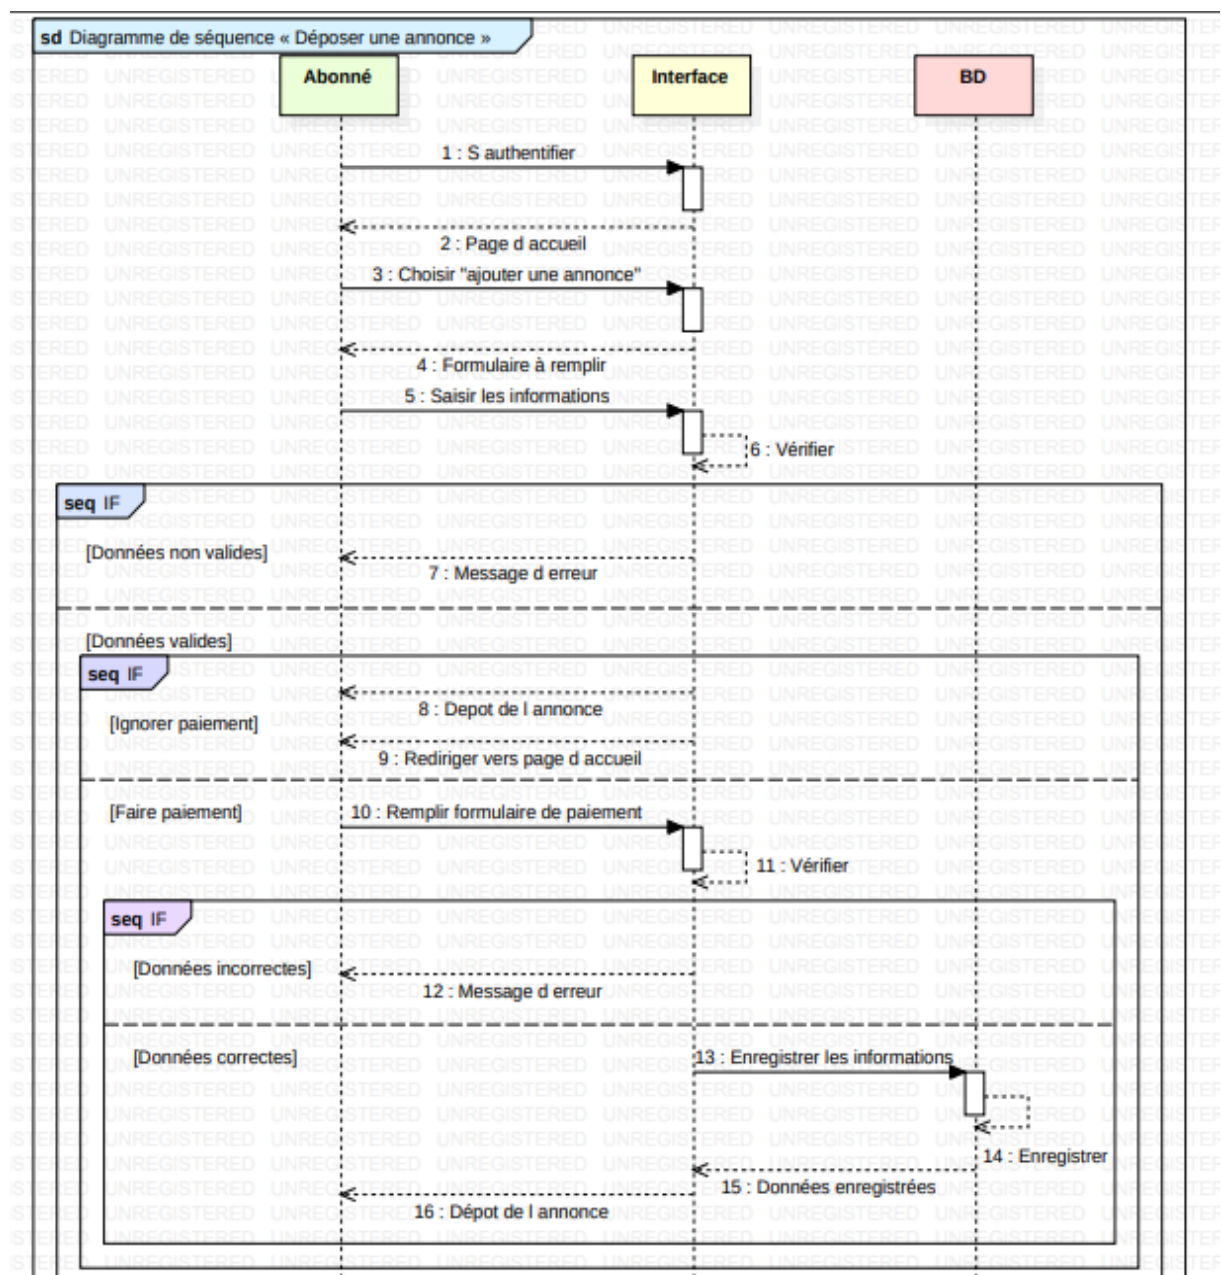 sd Diagramme de séquence « Déposer une annonce »
Abonné
Interface
BD
1 : S authentifier
2 : Page d accueil
3 : Choisir "ajouter une annonce"
4 : Formulaire à remplir
5 : Saisir les informations
6 : Vérifier
seq IF
[Données non valides]
7 : Message d erreur
[Données valides]
seq IF
8 : Depot de l annonce
[Ignorer paiement]
9 : Rediriger vers page d accueil
[Faire paiement]
10 : Remplir formulaire de paiement
11 : Vérifier
seq IF
[Données incorrectes]
12 : Message d erreur
[Données correctes]
13 : Enregistrer les informations
14 : Enregistrer
15 : Données enregistrées
16 : Dépot de l annonce
UNREGISTERED